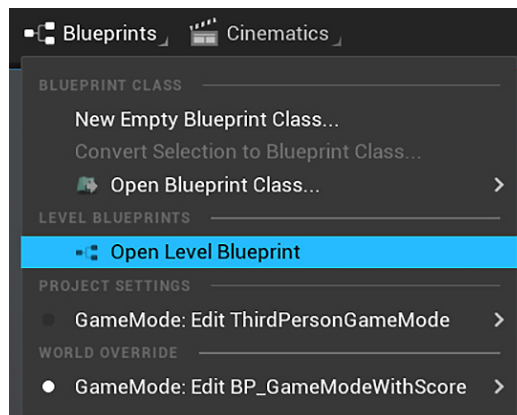 Blueprints Cinematics
BLUEPRINT CLASS
New Empty Blueprint Class...
Convert Selection to Blueprint Class...
Open Blueprint Class...
LEVEL BLUEPRINTS
Open Level Blueprint
PROJECT SETTINGS
GameMode: Edit ThirdPersonGameMode
WORLD OVERRIDE
GameMode: Edit BP_GameModeWithScore